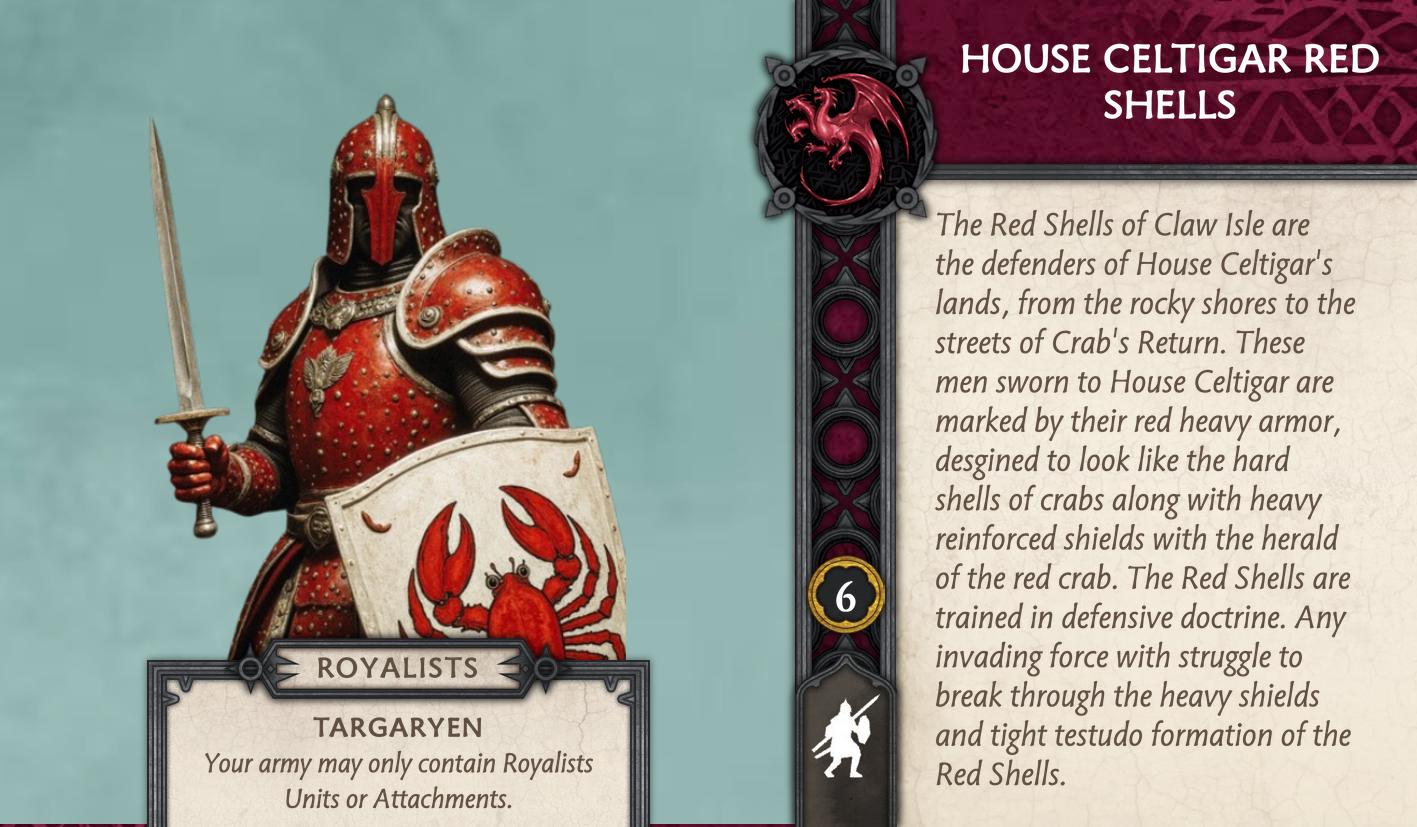 HOUSE CELTIGAR RED
SHELLS
The Red Shells of Claw Isle are
the defenders of House Celtigar's
lands, from the rocky shores to the
streets of Crab's Return. These
men sworn to House Celtigar are
marked by their red heavy armor,
desgined to look like the hard
shells of crabs along with heavy
reinforced shields with the herald
of the red crab. The Red Shells are
trained in defensive doctrine. Any
invading force with struggle to
break through the heavy shields
and tight testudo formation of the
Red Shells.
6
ROYALISTS
TARGARYEN
Your army may only contain Royalists
Units or Attachments.